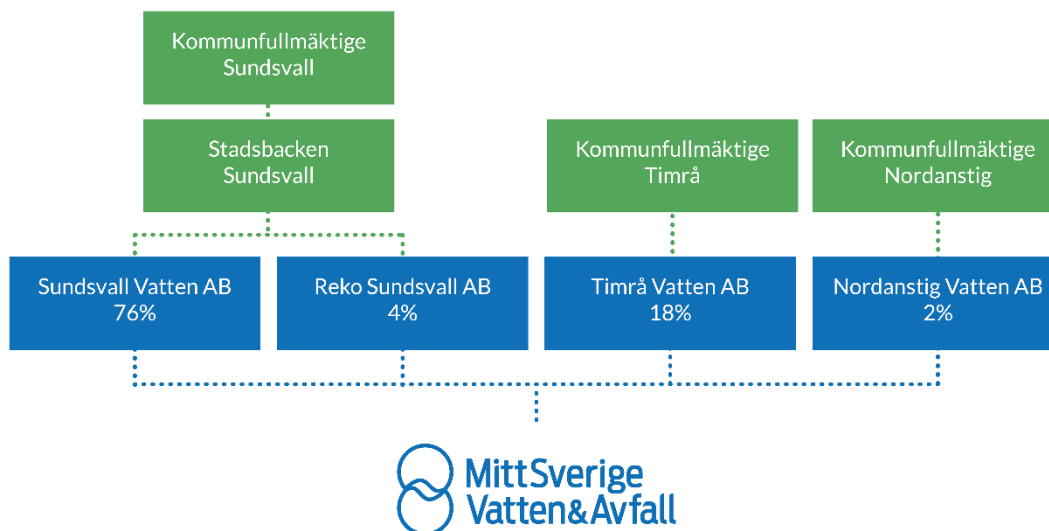 Kommunfullmäktige
Sundsvall
Stadsbacken
Sundsvall
Kommunfullmäktige
Timrå
Kommunfullmäktige
Nordanstig
Sundsvall Vatten AB
76%
Reko Sundsvall AB
4%
Timrå Vatten AB
18%
Nordanstig Vatten AB
2%
MittSverige
Vatten&Avfall